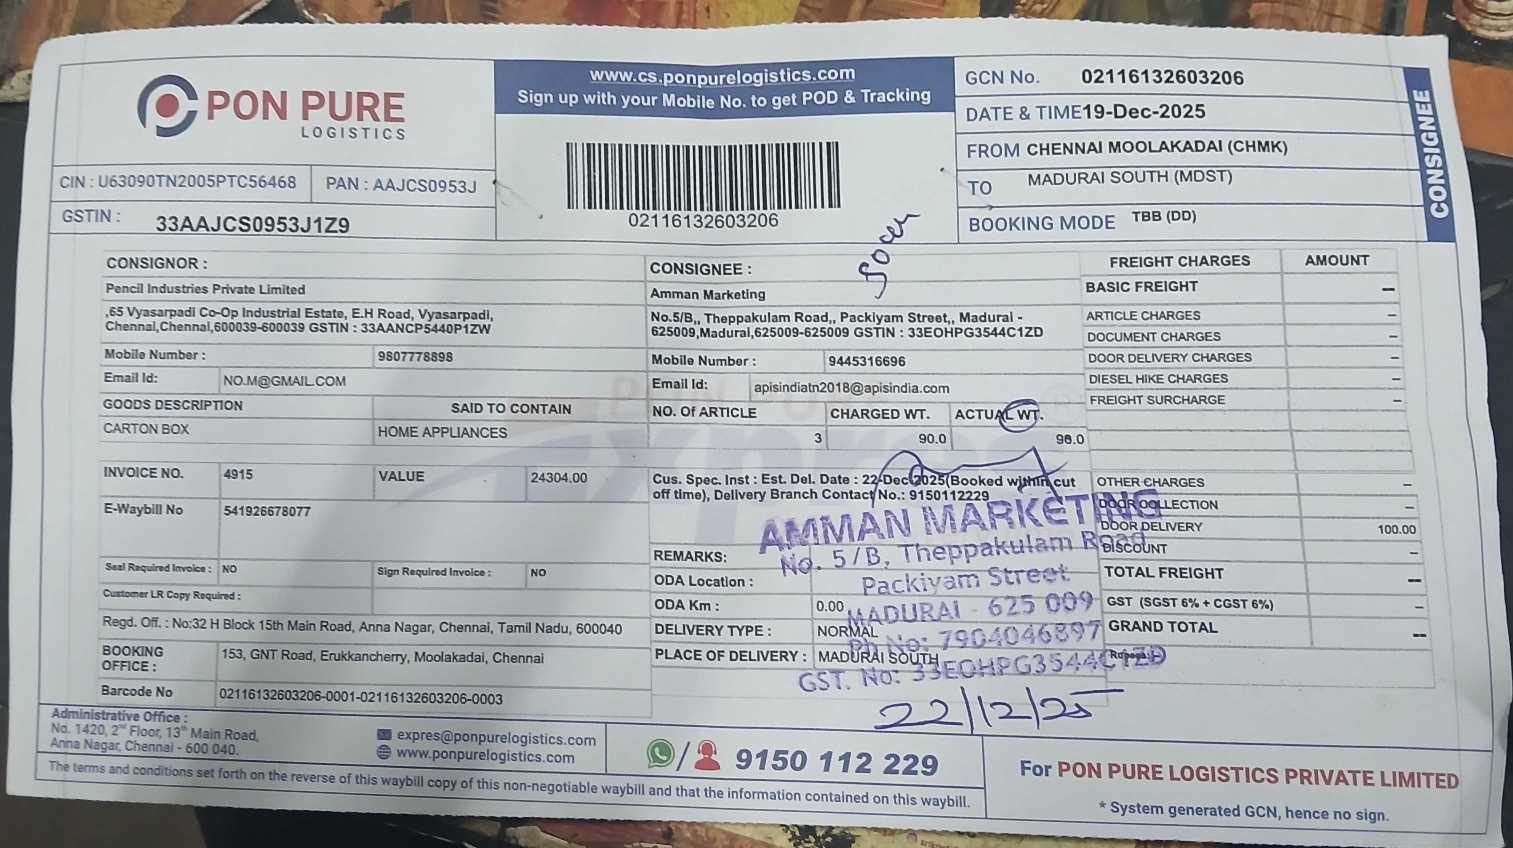 PON PURE
LOGISTICS
CIN : U63090TN2005PTC56468
PAN : AAJCS0953J
GSTIN : 33AAJCS0953J1Z9
www.cs.ponpurelogistics.com
Sign up with your Mobile No. to get POD & Tracking
02116132603206
GCN No. 02116132603206
DATE & TIME 19-Dec-2025
FROM CHENNAI MOOLAKADAI (CHMK)
TO MADURAI SOUTH (MDST)
BOOKING MODE TBB (DD)
CONSIGNEE
CONSIGNOR :
Pencil Industries Private Limited
,65 Vyasarpadi Co-Op Industrial Estate, E.H Road, Vyasarpadi,
Chennai,Chennai,600039-600039 GSTIN : 33AANCP5440P1ZW
Mobile Number : 9807778898
Email Id: NO.M@GMAIL.COM
GOODS DESCRIPTION SAID TO CONTAIN
CARTON BOX HOME APPLIANCES
INVOICE NO. 4915 VALUE 24304.00
E-Waybill No 541926678077
Seal Required Invoice : NO Sign Required Invoice : NO
Customer LR Copy Required :
Regd. Off. : No:32 H Block 15th Main Road, Anna Nagar, Chennai, Tamil Nadu, 600040
BOOKING OFFICE : 153, GNT Road, Erukkancherry, Moolakadai, Chennai
Barcode No 02116132603206-0001-02116132603206-0003
CONSIGNEE :
Amman Marketing
No.5/B,, Theppakulam Road,, Packiyam Street,, Madurai -
625009,Madurai,625009-625009 GSTIN : 33EOHPG3544C1ZD
Mobile Number : 9445316696
Email Id: apisindiatn2018@apisindia.com
NO. Of ARTICLE CHARGED WT. ACTUAL WT.
3 90.0 90.0
Cus. Spec. Inst : Est. Del. Date : 22-Dec-2025(Booked within cut
off time), Delivery Branch Contact No.: 9150112229
REMARKS:
ODA Location :
ODA Km : 0.00
DELIVERY TYPE : NORMAL
PLACE OF DELIVERY : MADURAI SOUTH
AMMAN MARKETING
No. 5/B, Theppakulam Road
Packiyam Street
MADURAI - 625 009
Ph No: 7904046897
GST. No: 33EOHPG3544C1ZD
22/12/25
FREIGHT CHARGES AMOUNT
BASIC FREIGHT –
ARTICLE CHARGES –
DOCUMENT CHARGES –
DOOR DELIVERY CHARGES –
DIESEL HIKE CHARGES –
FREIGHT SURCHARGE –
OTHER CHARGES –
DOOR COLLECTION –
DOOR DELIVERY 100.00
DISCOUNT –
TOTAL FREIGHT –
GST (SGST 6% + CGST 6%) –
GRAND TOTAL –
Administrative Office :
No. 1420, 2nd Floor, 13th Main Road,
Anna Nagar, Chennai - 600 040.
expres@ponpurelogistics.com
www.ponpurelogistics.com
/ 9150 112 229
For PON PURE LOGISTICS PRIVATE LIMITED
* System generated GCN, hence no sign.
The terms and conditions set forth on the reverse of this waybill copy of this non-negotiable waybill and that the information contained on this waybill.